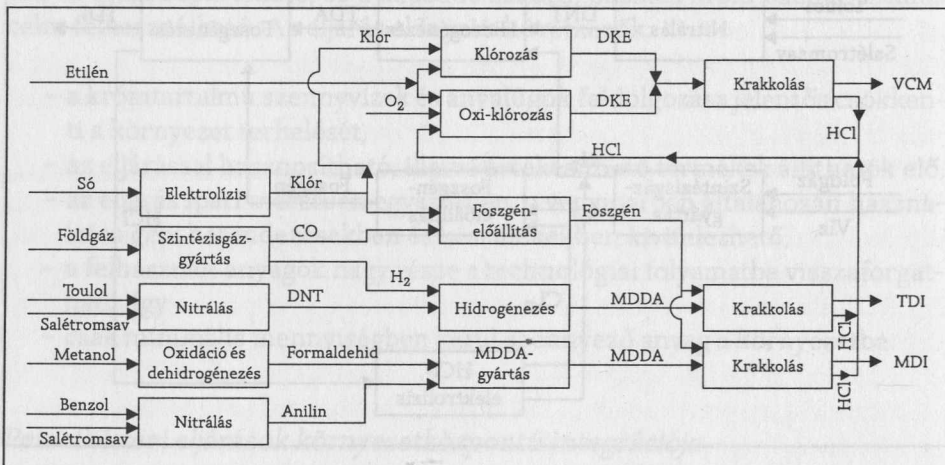 Klór
Klórozás
DKE
Etilén
Krakkolás
VCM
O2
Oxi-klórozás
DKE
HCl
HCl
Só
Elektrolízis
Klór
Földgáz
Szintézisgáz-
gyártás
CO
Foszgén-
előállítás
Foszgén
H2
Toulol
Salétromsav
Nitrálás
DNT
Hidrogénezés
MDDA
Krakkolás
HCl
TDI
Metanol
Oxidáció és
dehidrogénezés
Formaldehid
MDDA-
gyártás
MDDA
Krakkolás
HCl
MDI
Benzol
Salétromsav
Nitrálás
Anilin